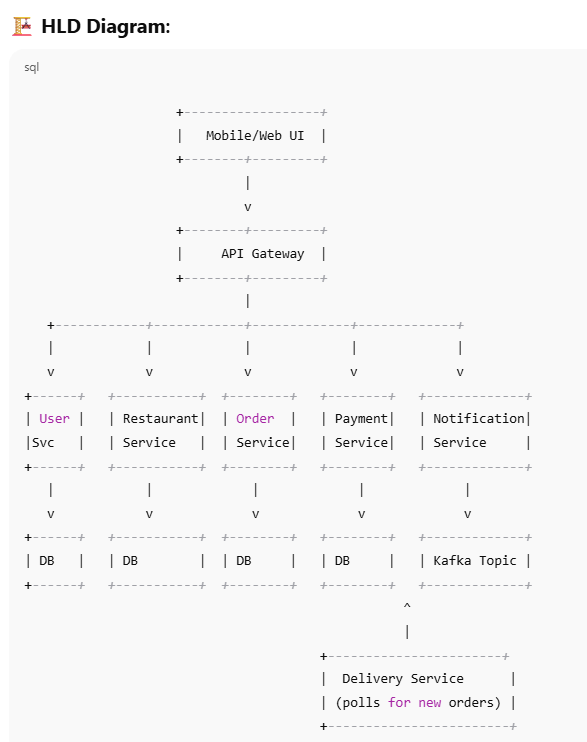 🏗️ HLD Diagram:
sql
+------------------+
|   Mobile/Web UI  |
+--------+---------+
|
v
+--------+---------+
|     API Gateway  |
+--------+---------+
|
+------------+------------+-------------+-------------+
|            |            |             |             |
v            v            v             v             v
+------+   +-----------+  +--------+   +-------+   +-------------+
| User |   | Restaurant|  | Order  |   | Payment|   | Notification|
|Svc   |   | Service   |  | Service|   | Service|   | Service     |
+------+   +-----------+  +--------+   +-------+   +-------------+
|            |             |             |             |
v            v             v             v             v
+------+   +-----------+  +--------+   +-------+   +-------------+
| DB   |   | DB        |  | DB     |   | DB     |   | Kafka Topic |
+------+   +-----------+  +--------+   +-------+   +-------------+
^
|
+-----------------------+
|  Delivery Service      |
| (polls for new orders) |
+------------------------+